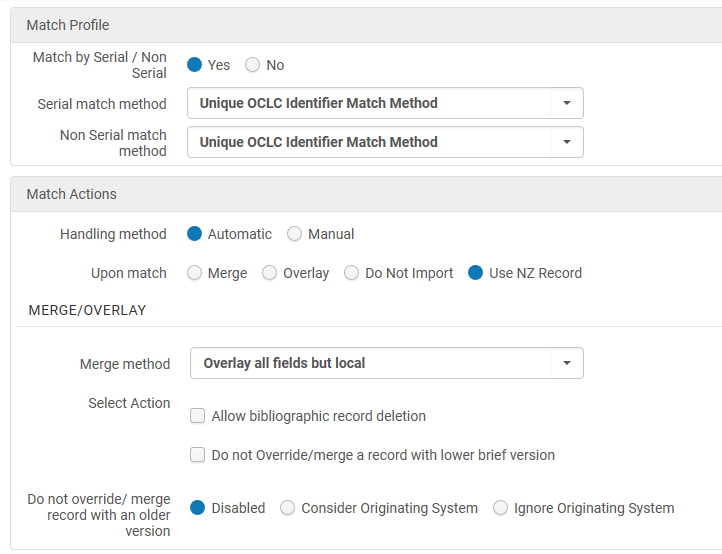 Match Profile
Match by Serial / Non
Serial
Yes
No
Serial match method
Unique OCLC Identifier Match Method
Non Serial match
method
Unique OCLC Identifier Match Method
Match Actions
Handling method
Automatic
Manual
Upon match
Merge
Overlay
Do Not Import
Use NZ Record
MERGE/OVERLAY
Merge method
Overlay all fields but local
Select Action
Allow bibliographic record deletion
Do not Override/merge a record with lower brief version
Do not override/ merge
record with an older
version
Disabled
Consider Originating System
Ignore Originating System